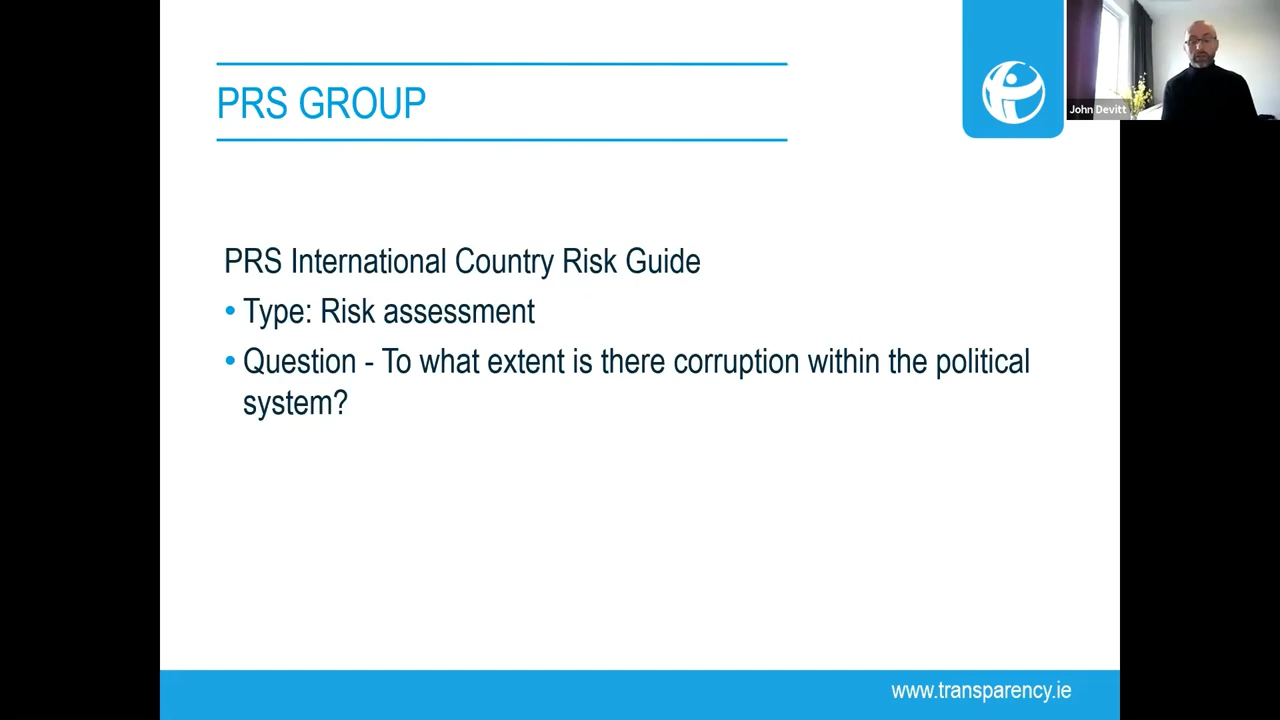 PRS GROUP
John Devitt
PRS International Country Risk Guide
• Type: Risk assessment
• Question - To what extent is there corruption within the political
system?
www.transparency.ie